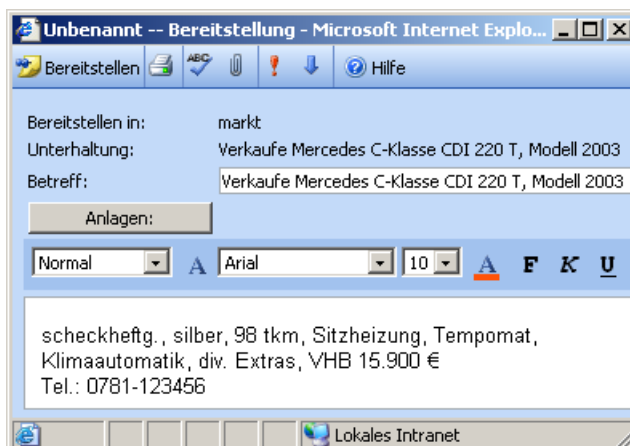 Unbenannt -- Bereitstellung - Microsoft Internet Explo...
Bereitstellen ABC Hilfe
Bereitstellen in: markt
Unterhaltung: Verkaufe Mercedes C-Klasse CDI 220 T, Modell 2003
Betreff: Verkaufe Mercedes C-Klasse CDI 220 T, Modell 2003
Anlagen:
Normal A Arial 10 A F K U
scheckheftg., silber, 98 tkm, Sitzheizung, Tempomat,
Klimaautomatik, div. Extras, VHB 15.900 €
Tel.: 0781-123456
Lokales Intranet